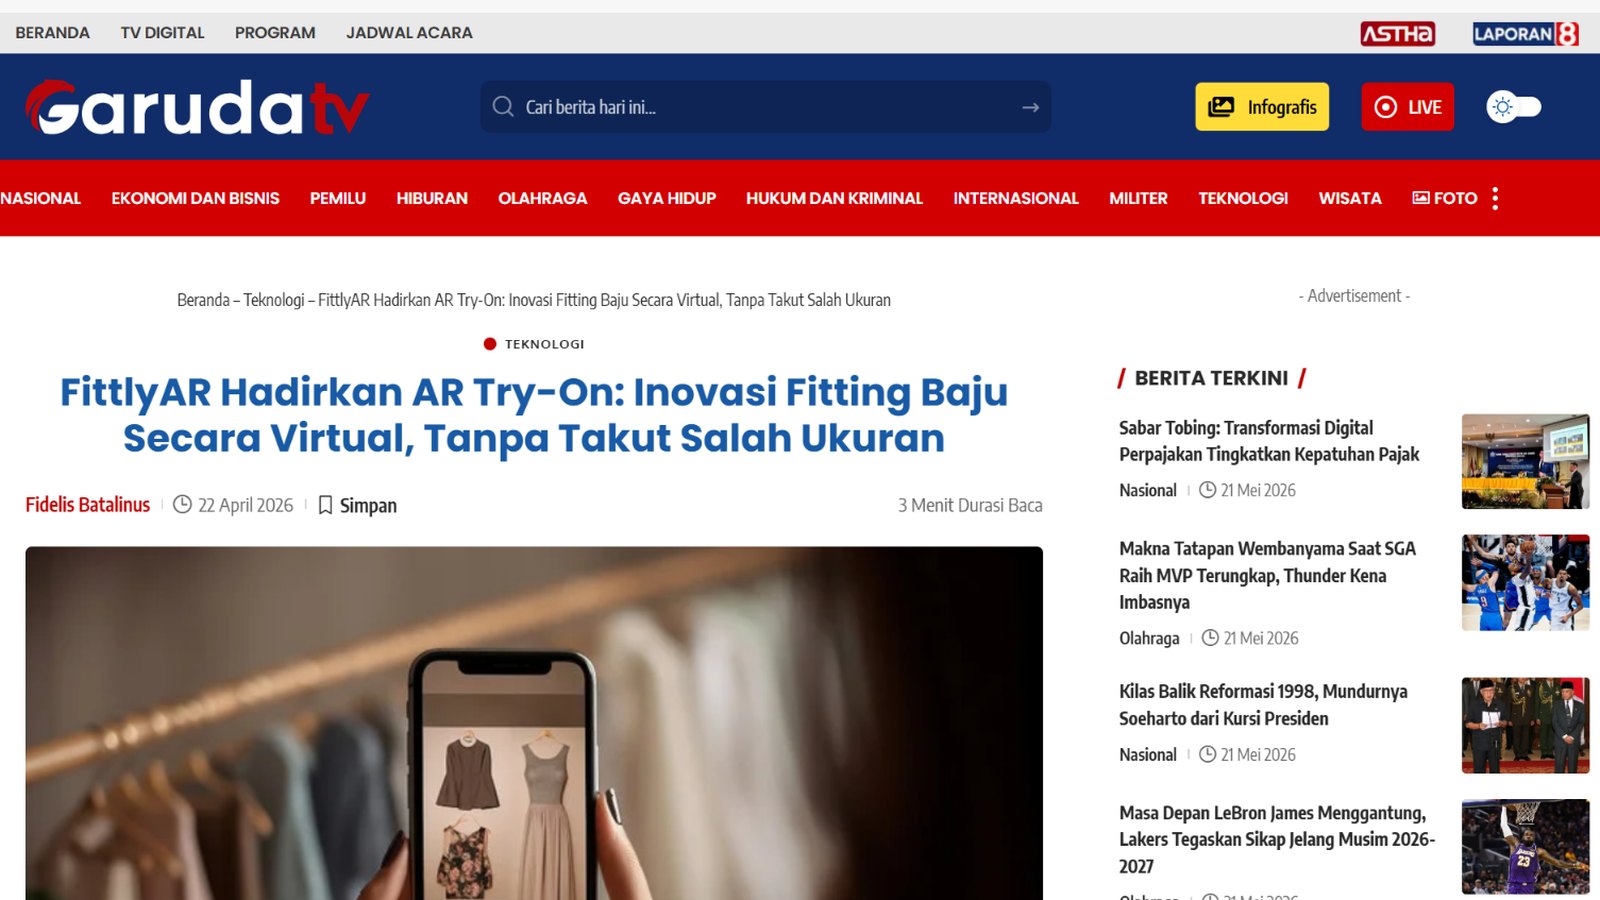 BERANDA TV DIGITAL PROGRAM JADWAL ACARA
ASTHA LAPORAN 8
Garudatv
Cari berita hari ini...
Infografis
LIVE
NASIONAL EKONOMI DAN BISNIS PEMILU HIBURAN OLAHRAGA GAYA HIDUP HUKUM DAN KRIMINAL INTERNASIONAL MILITER TEKNOLOGI WISATA FOTO
Beranda – Teknologi – FittlyAR Hadirkan AR Try-On: Inovasi Fitting Baju Secara Virtual, Tanpa Takut Salah Ukuran
TEKNOLOGI
FittlyAR Hadirkan AR Try-On: Inovasi Fitting Baju
Secara Virtual, Tanpa Takut Salah Ukuran
Fidelis Batalinus 22 April 2026 Simpan
3 Menit Durasi Baca
- Advertisement -
/ BERITA TERKINI /
Sabar Tobing: Transformasi Digital
Perpajakan Tingkatkan Kepatuhan Pajak
Nasional 21 Mei 2026
Makna Tatapan Wembanyama Saat SGA
Raih MVP Terungkap, Thunder Kena
Imbasnya
Olahraga 21 Mei 2026
Kilas Balik Reformasi 1998, Mundurnya
Soeharto dari Kursi Presiden
Nasional 21 Mei 2026
Masa Depan LeBron James Menggantung,
Lakers Tegaskan Sikap Jelang Musim 2026-
2027
Olahraga 21 Mei 2026